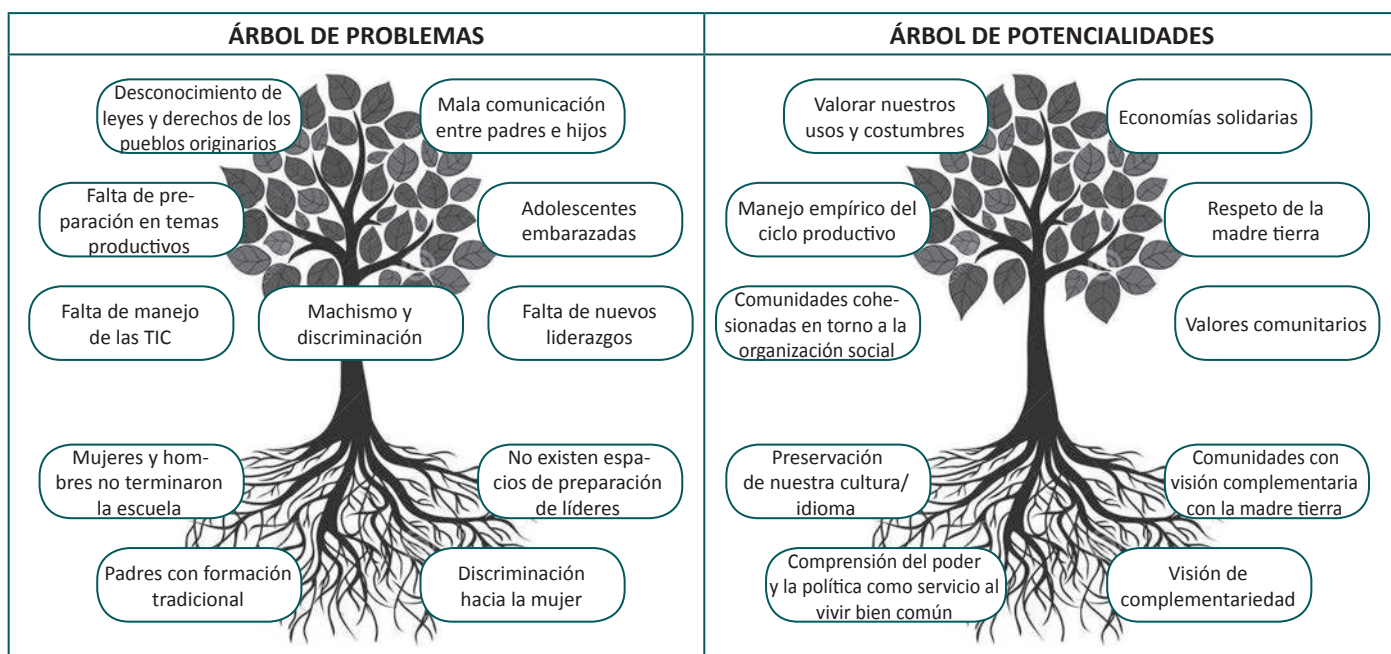 ÁRBOL DE PROBLEMAS
Desconocimiento de
leyes y derechos de los
pueblos originarios
Mala comunicación
entre padres e hijos
Falta de pre-
paración en temas
productivos
Adolescentes
embarazadas
Falta de manejo
de las TIC
Machismo y
discriminación
Falta de nuevos
liderazgos
Mujeres y hom-
bres no terminaron
la escuela
No existen espa-
cios de preparación
de líderes
Padres con formación
tradicional
Discriminación
hacia la mujer
ÁRBOL DE POTENCIALIDADES
Valorar nuestros
usos y costumbres
Economías solidarias
Manejo empírico del
ciclo productivo
Respeto de la
madre tierra
Comunidades cohe-
sionadas en torno a la
organización social
Valores comunitarios
Preservación
de nuestra cultura/
idioma
Comunidades con
visión complementaria
con la madre tierra
Comprensión del poder
y la política como servicio al
vivir bien común
Visión de
complementariedad